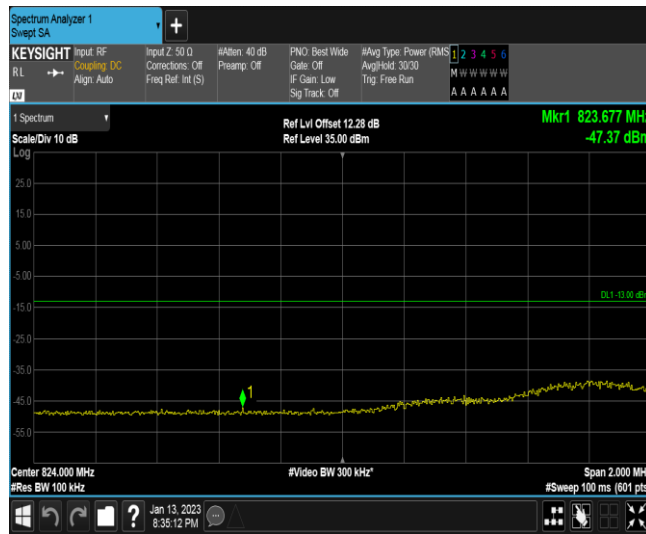 Spectrum Analyzer 1
Swept SA
+
KEYSIGHT
RL
LXI
Input: RF
Coupling: DC
Align: Auto
Input Z: 50 Ω
Corrections: Off
Freq Ref: Int (S)
#Atten: 40 dB
Preamp: Off
PNO: Best Wide
Gate: Off
IF Gain: Low
Sig Track: Off
#Avg Type: Power (RMS
Avg|Hold: 30/30
Trig: Free Run
1 2 3 4 5 6
M W W W W W
A A A A A A
1 Spectrum
Scale/Div 10 dB
Log
Ref Lvl Offset 12.28 dB
Ref Level 35.00 dBm
Mkr1 823.677 MHz
-47.37 dBm
25.0
15.0
5.00
-5.00
DL1 -13.00 dBm
-15.0
-25.0
-35.0
1
-45.0
-55.0
Center 824.000 MHz
#Res BW 100 kHz
#Video BW 300 kHz*
Span 2.000 MHz
#Sweep 100 ms (601 pts
?
Jan 13, 2023
8:35:12 PM